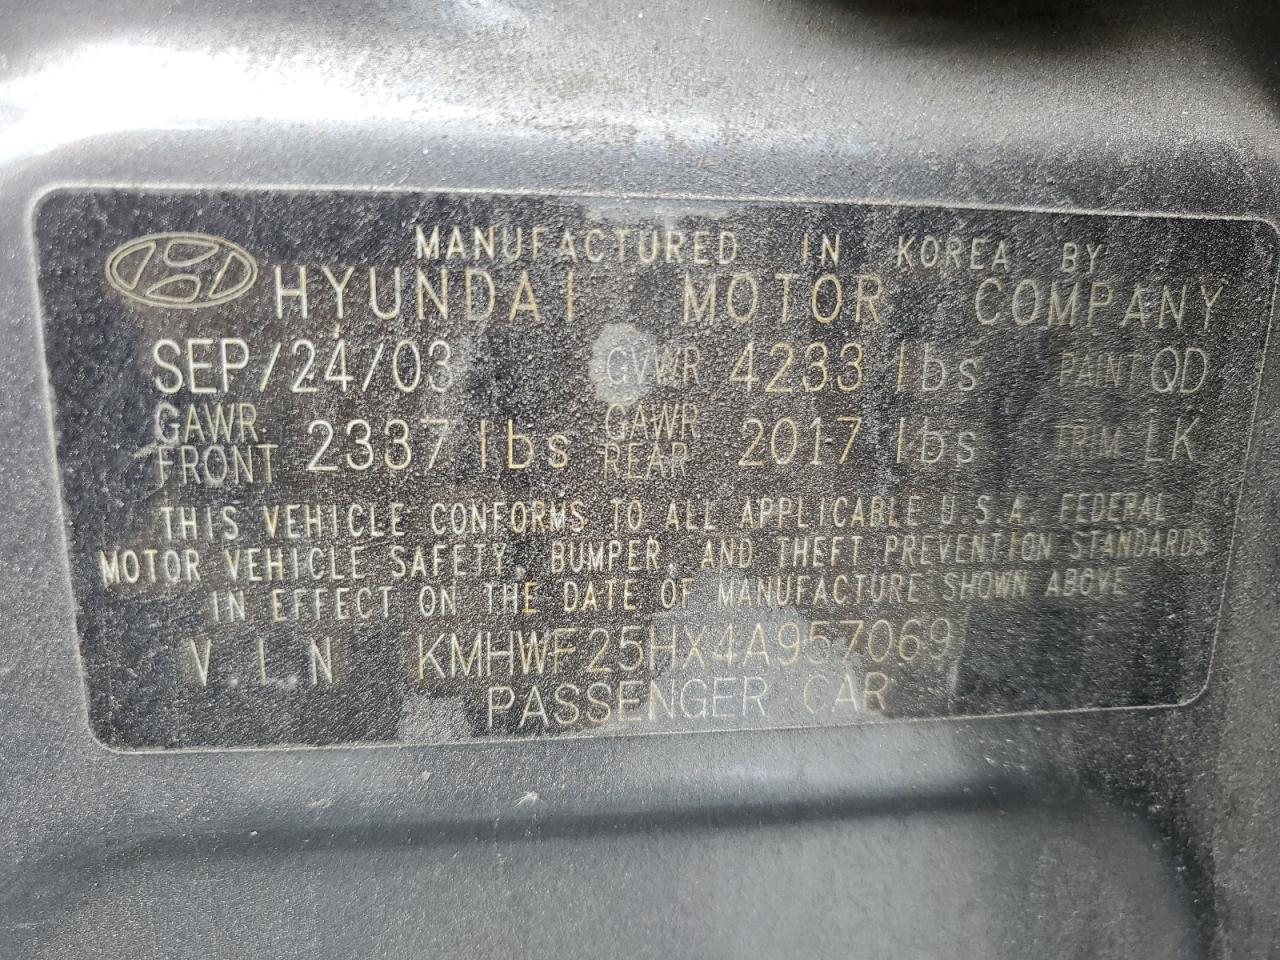 MANUFACTURED IN KOREA BY
HYUNDAI MOTOR COMPANY
SEP/24/03 GVWR 4233 lbs PAINT QD
GAWR FRONT 2337 lbs GAWR REAR 2017 lbs TRIM LK
THIS VEHICLE CONFORMS TO ALL APPLICABLE U.S.A. FEDERAL
MOTOR VEHICLE SAFETY, BUMPER, AND THEFT PREVENTION STANDARDS
IN EFFECT ON THE DATE OF MANUFACTURE SHOWN ABOVE
V.I.N KMHWF25HX4A957069
PASSENGER CAR